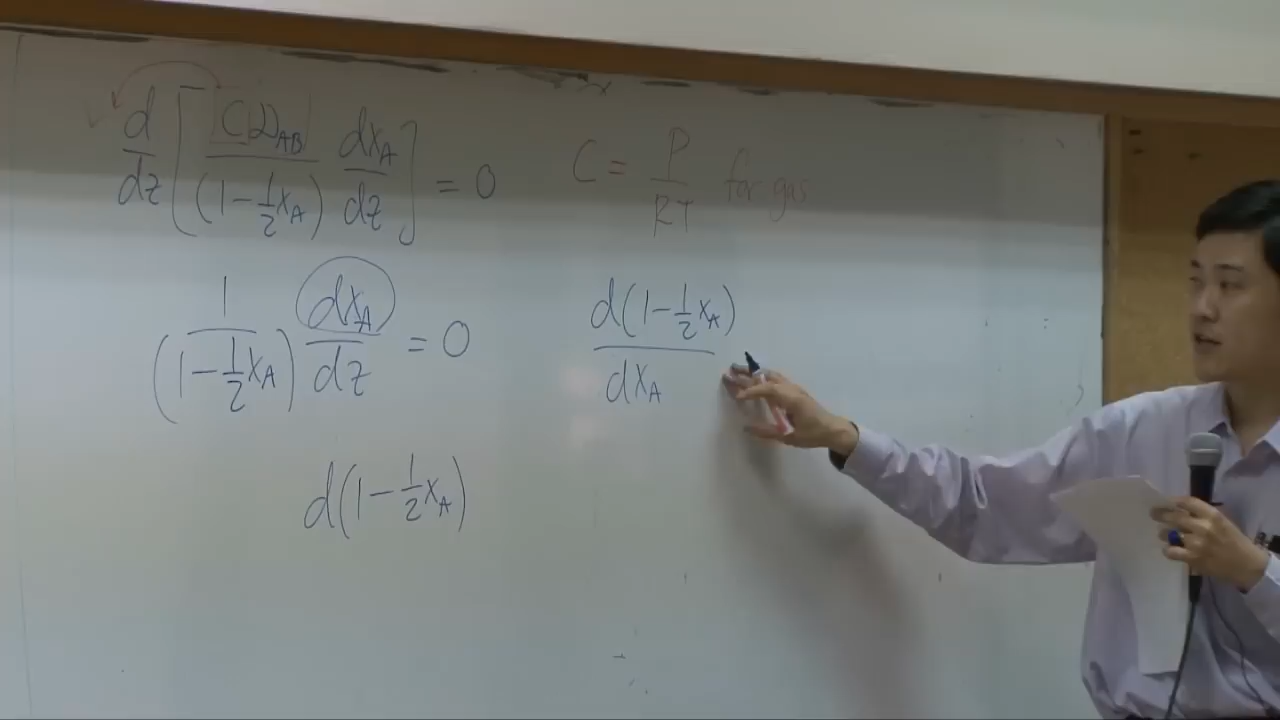 d/dz [ C𝒟_AB / (1 - 1/2 x_A) dx_A/dz ] = 0
C = P/RT for gas
1/(1 - 1/2 x_A) dx_A/dz = 0
d(1 - 1/2 x_A)/dx_A
d(1 - 1/2 x_A)